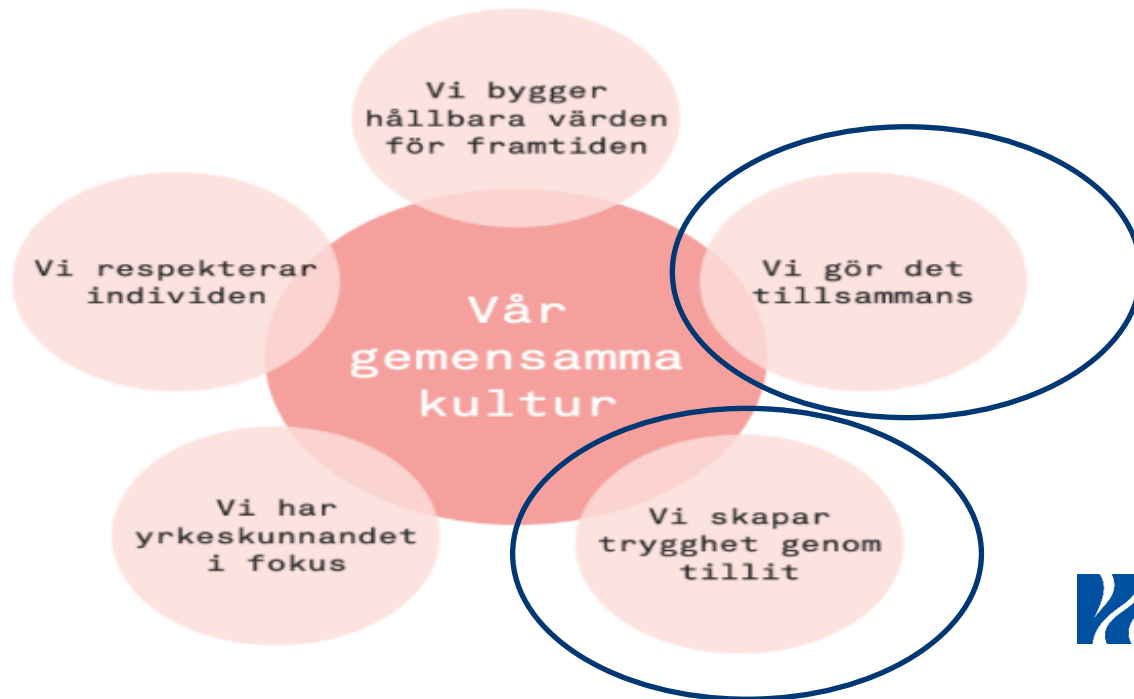 Vi bygger
hållbara värden
för framtiden
Vi respekterar
individen
Vi gör det
tillsammans
Vår
gemensamma
kultur
Vi har
yrkeskunnandet
i fokus
Vi skapar
trygghet genom
tillit